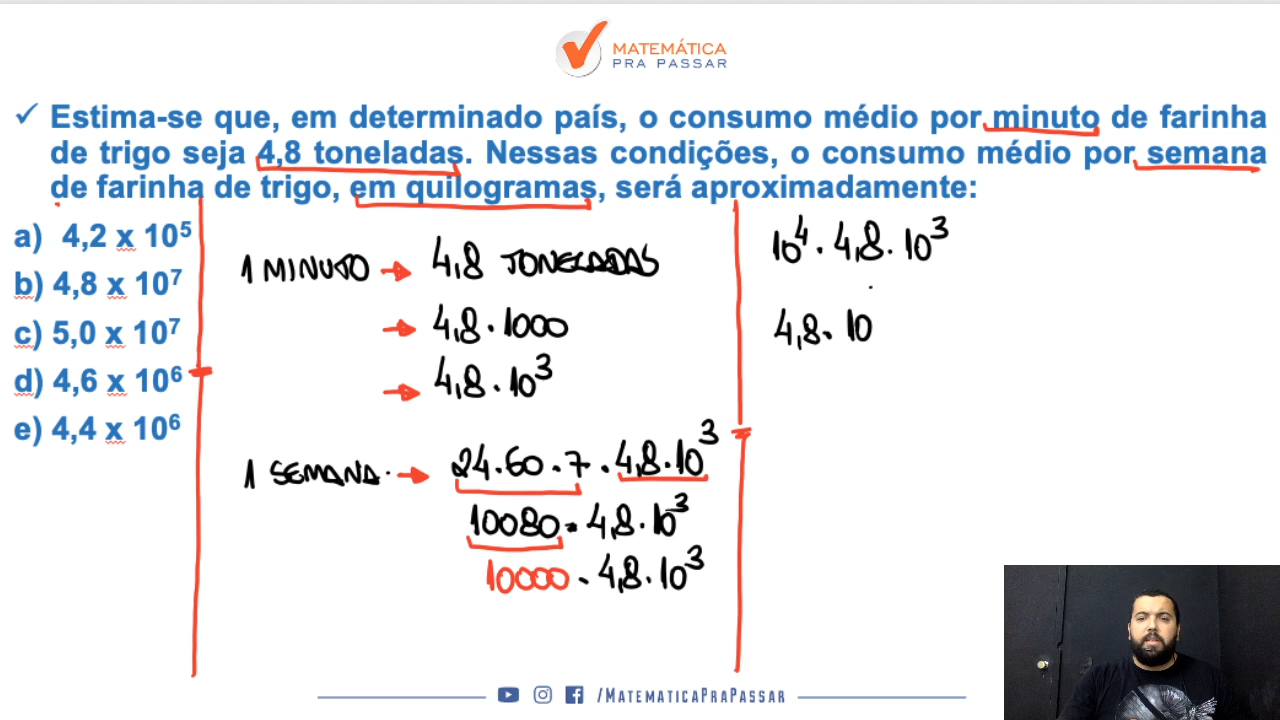 MATEMÁTICA
PRA PASSAR
✓ Estima-se que, em determinado país, o consumo médio por minuto de farinha
de trigo seja 4,8 toneladas. Nessas condições, o consumo médio por semana
de farinha de trigo, em quilogramas, será aproximadamente:
a) 4,2 x 10⁵
b) 4,8 x 10⁷
c) 5,0 x 10⁷
d) 4,6 x 10⁶
e) 4,4 x 10⁶
1 MINUTO → 4,8 TONELADAS
→ 4,8 · 1000
→ 4,8 · 10³
1 SEMANA · → 24 · 60 · 7 · 4,8 · 10³
10080 · 4,8 · 10³
10000 · 4,8 · 10³
10⁴ · 4,8 · 10³
4,8 · 10
/MATEMATICAPRAPASSAR